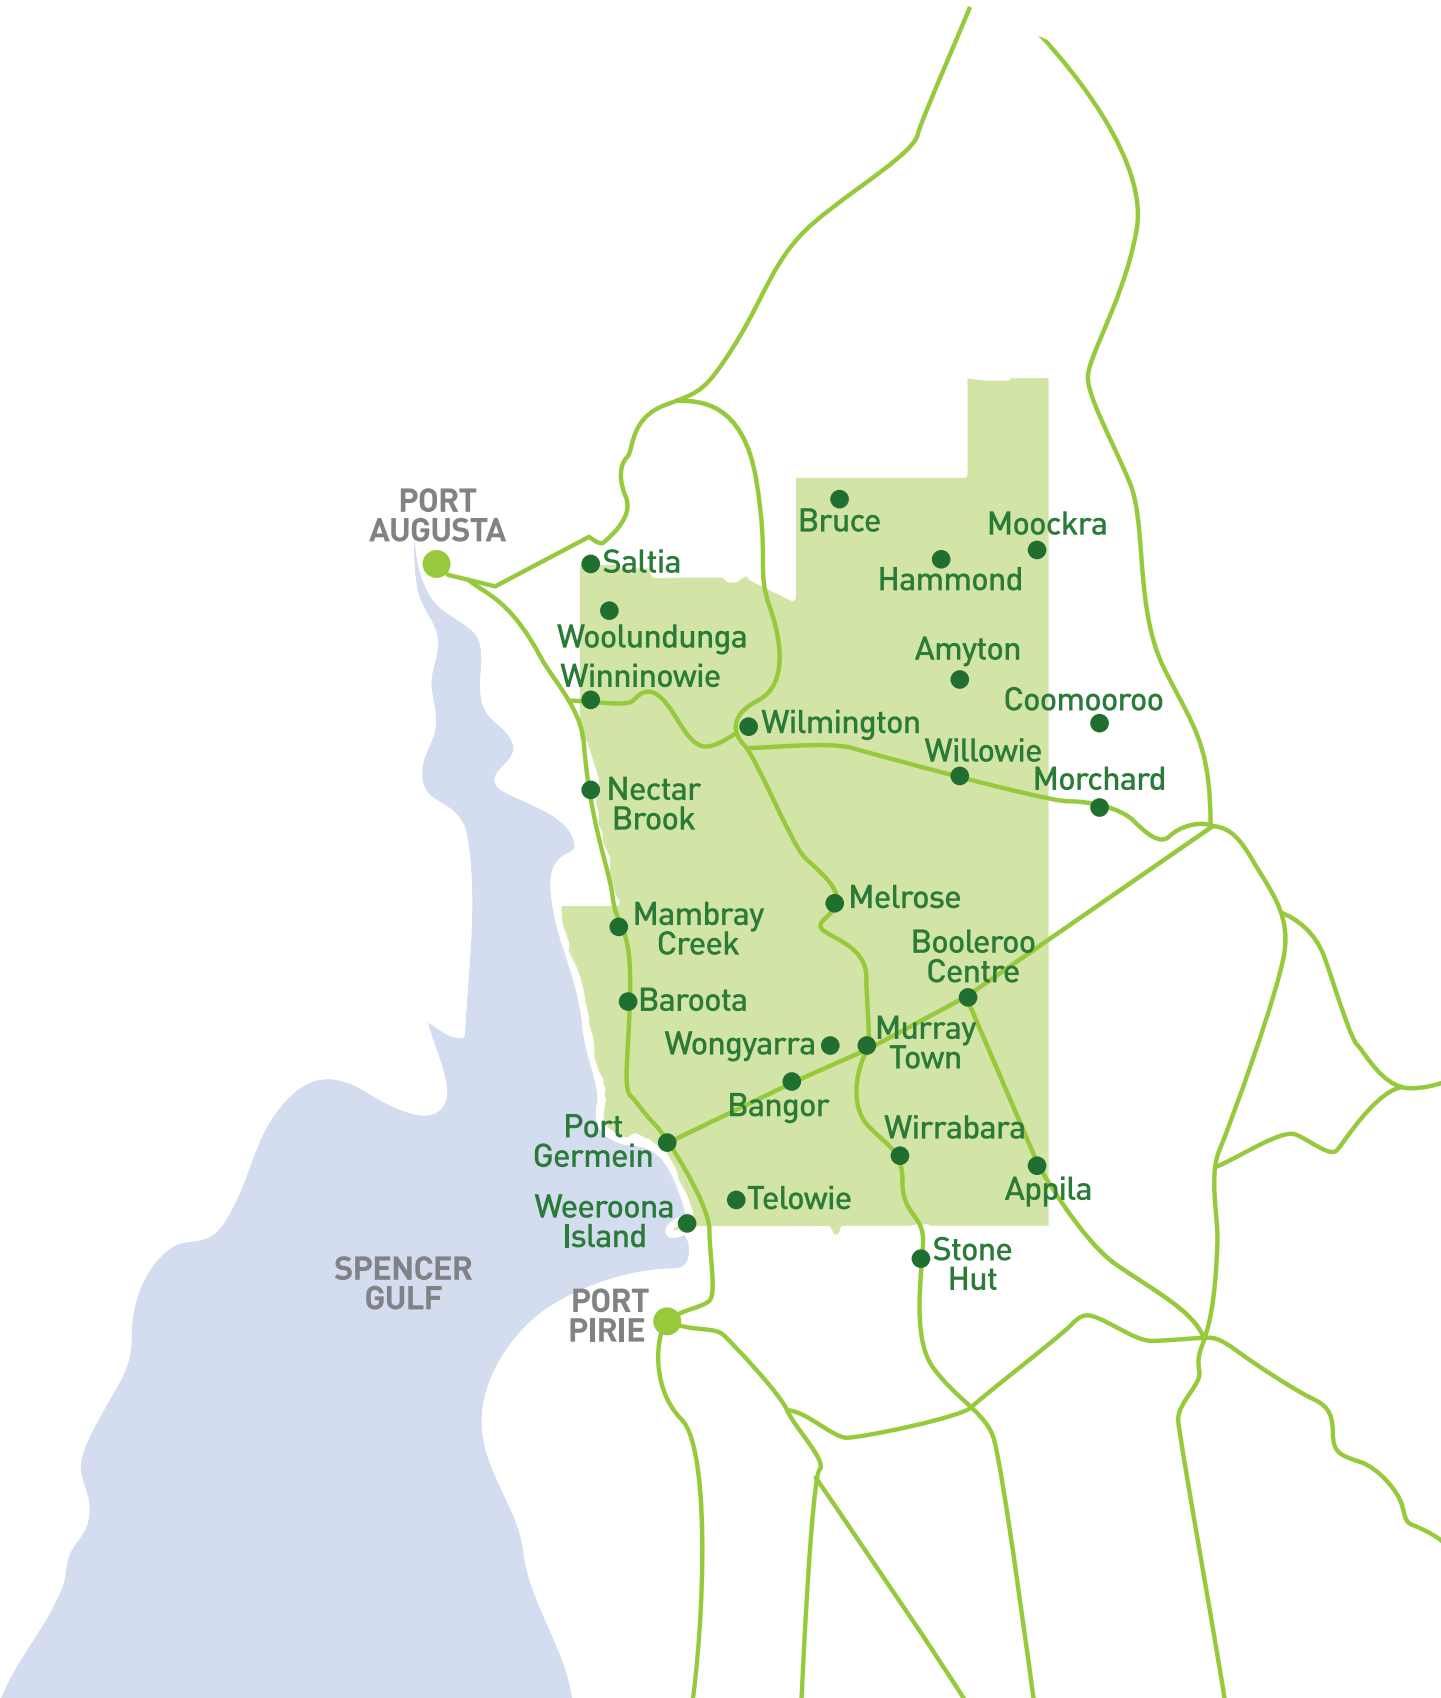 PORT
AUGUSTA
Bruce
Moockra
Hammond
Saltia
Woolundunga
Winninowie
Amyton
Coomooroo
Wilmington
Willowie
Morchard
Nectar
Brook
Melrose
Mambray
Creek
Booleroo
Centre
Baroota
Wongyarra
Murray
Town
Bangor
Port
Germein
Wirrabara
Appila
Telowie
Weeroona
Island
Stone
Hut
SPENCER
GULF
PORT
PIRIE